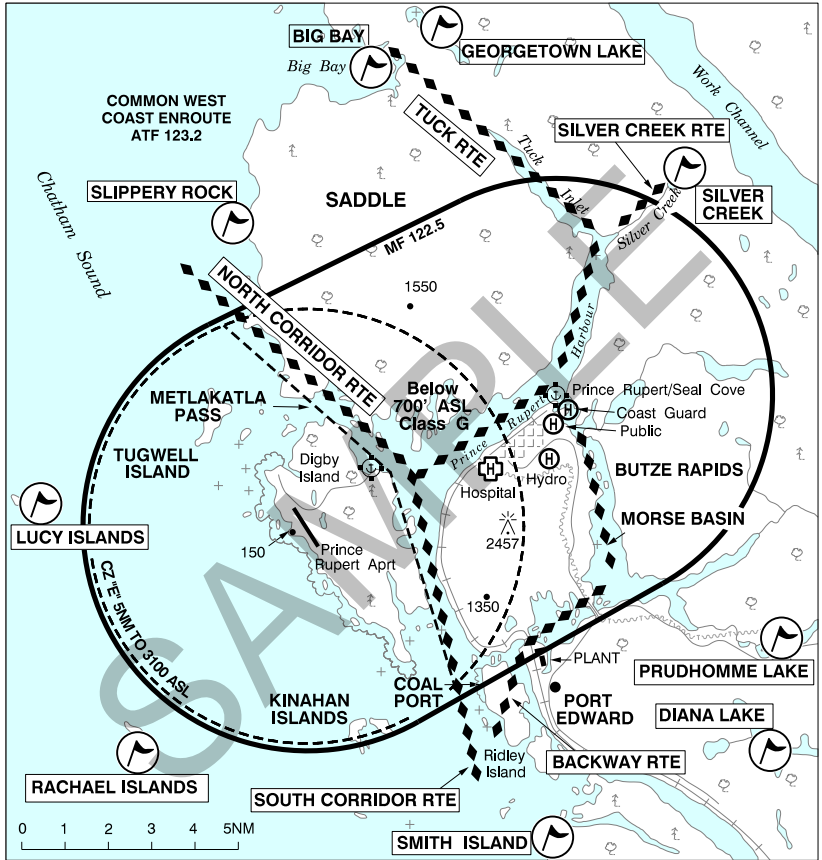 BIG BAY
Big Bay
GEORGETOWN LAKE
COMMON WEST
COAST ENROUTE
ATF 123.2
TUCK RTE
Tuck
Inlet
Work Channel
SILVER CREEK RTE
SILVER
CREEK
Silver Creek
Chatham Sound
SLIPPERY ROCK
SADDLE
MF 122.5
NORTH CORRIDOR RTE
1550
Harbour
METLAKATLA
PASS
Below
700' ASL
Class G
Prince Rupert
Prince Rupert/Seal Cove
H
Coast Guard
H
Public
TUGWELL
ISLAND
Digby
Island
H
Hospital
H
Hydro
BUTZE RAPIDS
LUCY ISLANDS
MORSE BASIN
150
Prince
Rupert Aprt
2457
1350
CZ "E" 5NM TO 3100 ASL
SAMPLE
PLANT
PRUDHOMME LAKE
COAL
PORT
KINAHAN
ISLANDS
PORT
EDWARD
DIANA LAKE
Ridley
Island
BACKWAY RTE
RACHAEL ISLANDS
SOUTH CORRIDOR RTE
SMITH ISLAND
0 1 2 3 4 5NM